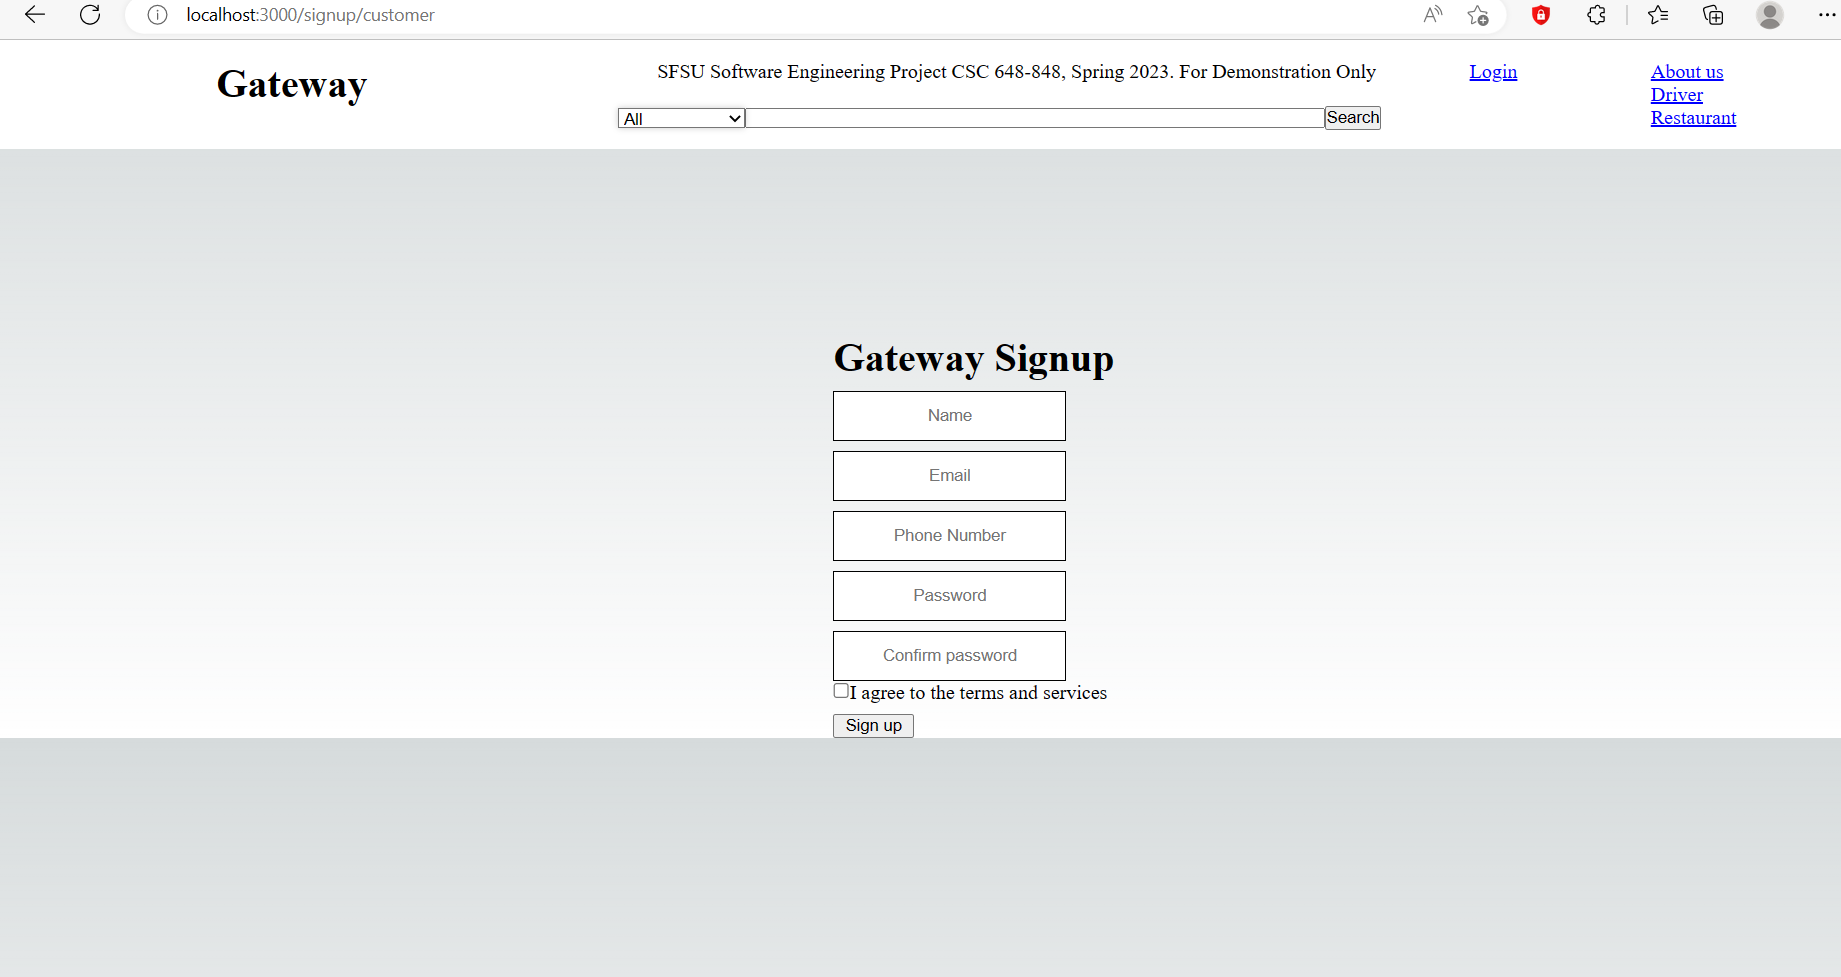 localhost:3000/signup/customer
Gateway
SFSU Software Engineering Project CSC 648-848, Spring 2023. For Demonstration Only
Login
About us
Driver
Restaurant
All
Search
Gateway Signup
Name
Email
Phone Number
Password
Confirm password
I agree to the terms and services
Sign up